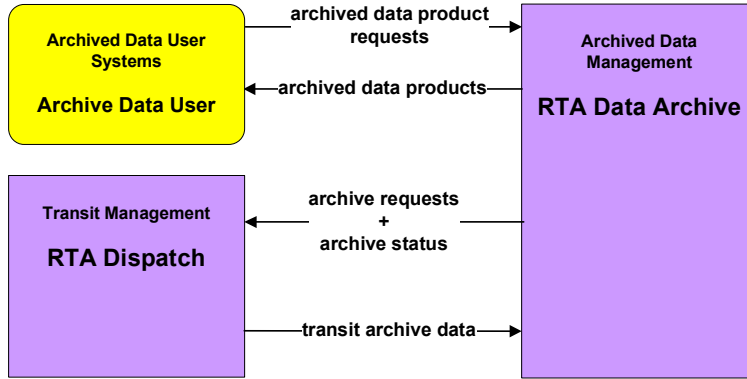 Archived Data User
Systems
Archive Data User
archived data product
requests
archived data products
Archived Data
Management
RTA Data Archive
Transit Management
RTA Dispatch
archive requests
+
archive status
transit archive data